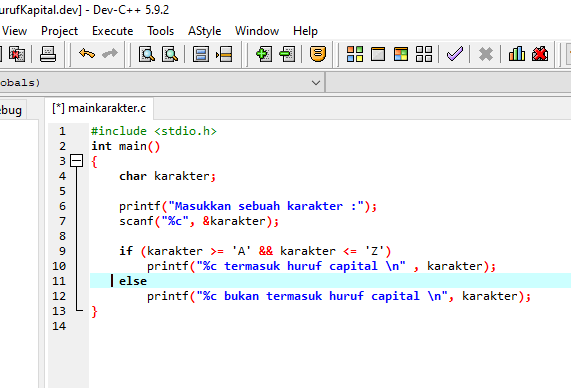 urufKapital.dev] - Dev-C++ 5.9.2
View Project Execute Tools AStyle Window Help
obals)
ebug
[*] mainkarakter.c
1 #include <stdio.h>
2 int main()
3 {
4 char karakter;
5
6 printf("Masukkan sebuah karakter :");
7 scanf("%c", &karakter);
8
9 if (karakter >= 'A' && karakter <= 'Z')
10 printf("%c termasuk huruf capital \n" , karakter);
11 else
12 printf("%c bukan termasuk huruf capital \n", karakter);
13 }
14